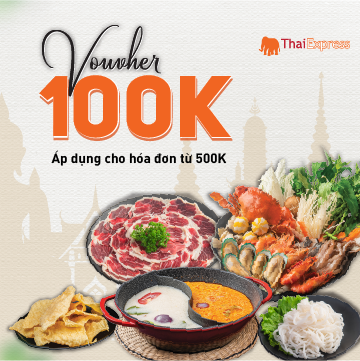 Vouvher
ThaiExpress
100K
Áp dụng cho hóa đơn từ 500K